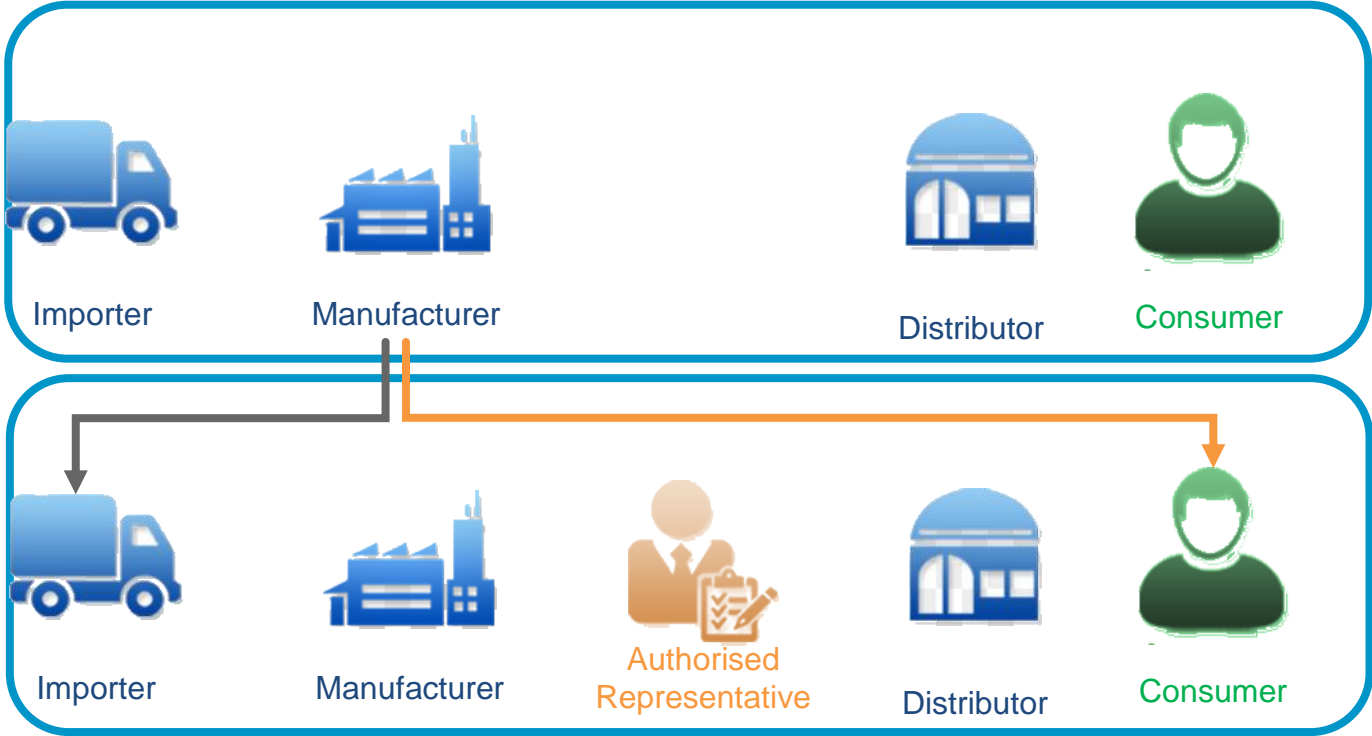 Importer
Manufacturer
Distributor
Consumer
Importer
Manufacturer
Authorised
Representative
Distributor
Consumer